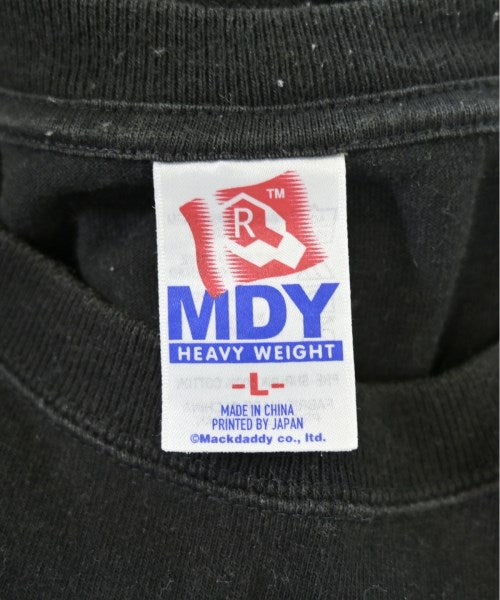 TM
R
MDY
HEAVY WEIGHT
-L-
MADE IN CHINA
PRINTED BY JAPAN
©Mackdaddy co., ltd.